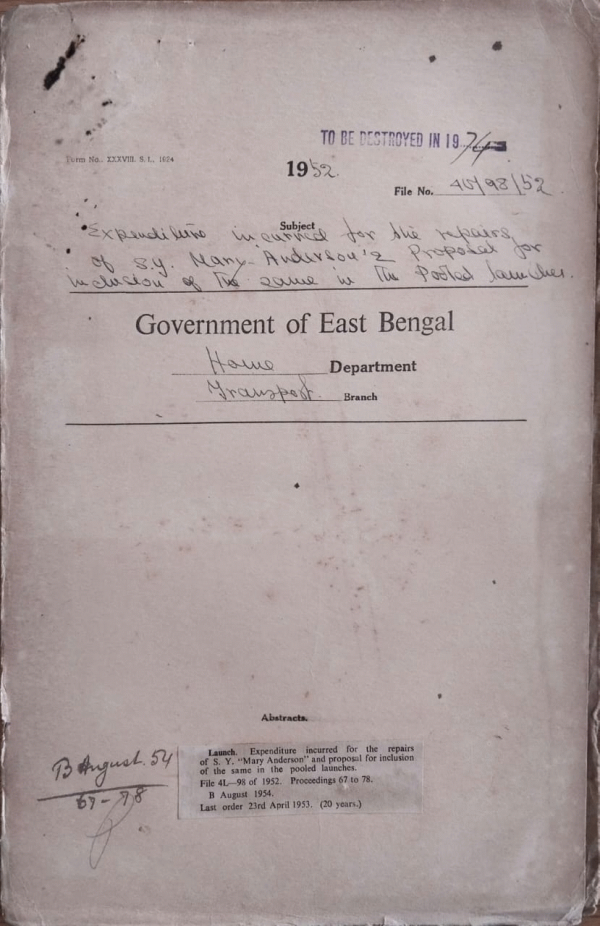 TO BE DESTROYED IN 1974
Form No. XXXVIII. S. I., 1624
1952.
File No. 4L/98/52
Subject
Expenditure incurred for the repairs
of S.Y. Mary Anderson & Proposal for
inclusion of the same in the Pooled launches.
Government of East Bengal
Home Department
Transport Branch
Abstracts.
Launch. Expenditure incurred for the repairs
of S. Y. "Mary Anderson" and proposal for inclusion
of the same in the pooled launches.
File 4L—98 of 1952. Proceedings 67 to 78.
B August 1954.
Last order 23rd April 1953. (20 years.)
B August. 54
67-78